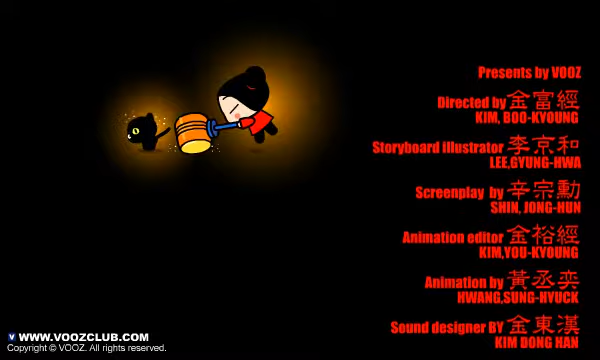 Presents by VOOZ
Directed by 金富經
KIM, BOO-KYOUNG
Storyboard illustrator 李京和
LEE,GYUNG-HWA
Screenplay by 辛宗勳
SHIN, JONG-HUN
Animation editor 金裕經
KIM,YOU-KYOUNG
Animation by 黃丞奕
HWANG,SUNG-HYUCK
Sound designer BY 金東漢
KIM DONG HAN
WWW.VOOZCLUB.COM
Copyright © VOOZ. All rights reserved.